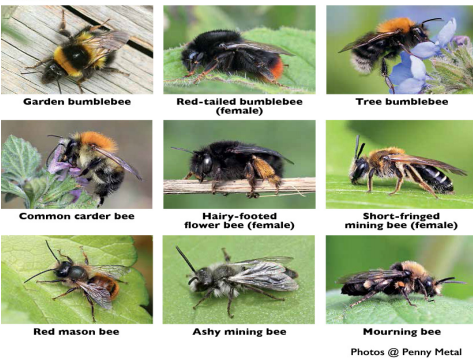 Garden bumblebee
Red-tailed bumblebee
(female)
Tree bumblebee
Common carder bee
Hairy-footed
flower bee (female)
Short-fringed
mining bee (female)
Red mason bee
Ashy mining bee
Mourning bee
Photos @ Penny Metal